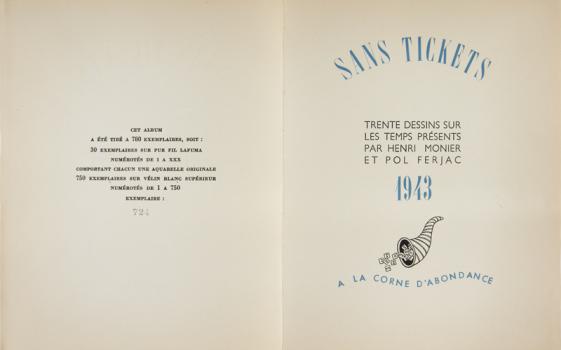 CET ALBUM
A ÉTÉ TIRÉ A 700 EXEMPLAIRES, SOIT :
30 EXEMPLAIRES SUR PUR FIL LAFUMA
NUMÉROTÉS DE I A XXX
COMPORTANT CHACUN UNE AQUARELLE ORIGINALE
750 EXEMPLAIRES SUR VÉLIN BLANC SUPÉRIEUR
NUMÉROTÉS DE 1 A 750
EXEMPLAIRE :
724
SANS TICKETS
TRENTE DESSINS SUR
LES TEMPS PRÉSENTS
PAR HENRI MONIER
ET POL FERJAC
1943
A LA CORNE D'ABONDANCE